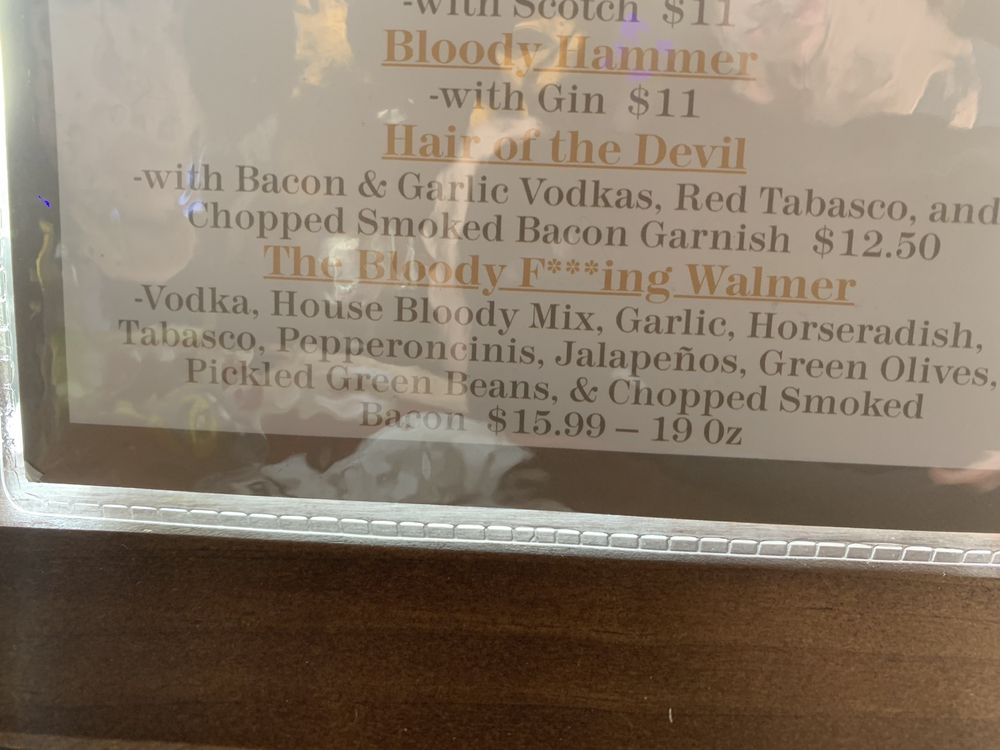 -with Scotch $11
Bloody Hammer
-with Gin $11
Hair of the Devil
-with Bacon & Garlic Vodkas, Red Tabasco, and
Chopped Smoked Bacon Garnish $12.50
The Bloody F***ing Walmer
-Vodka, House Bloody Mix, Garlic, Horseradish,
Tabasco, Pepperoncinis, Jalapeños, Green Olives,
Pickled Green Beans, & Chopped Smoked
Bacon $15.99 – 19 Oz